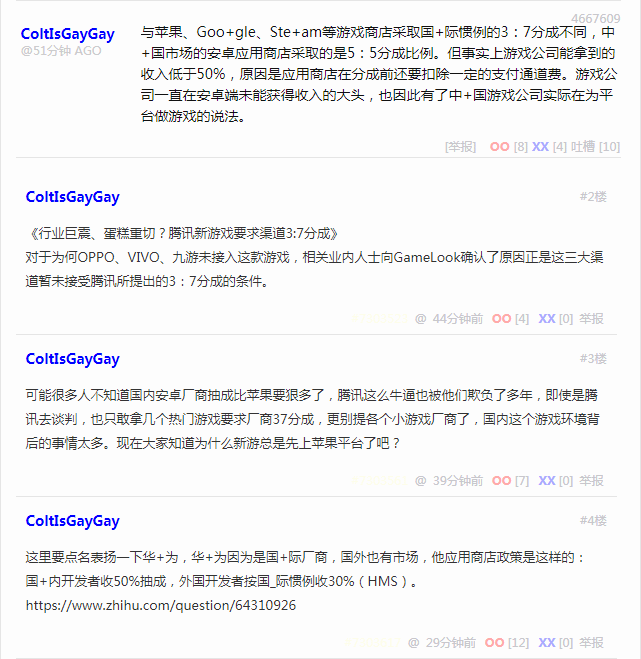 4667609
ColtIsGayGay
@51分钟 AGO
与苹果、Goo+gle、Ste+am等游戏商店采取国+际惯例的3：7分成不同，中
+国市场的安卓应用商店采取的是5：5分成比例。但事实上游戏公司能拿到的
收入低于50%，原因是应用商店在分成前还要扣除一定的支付通道费。游戏公
司一直在安卓端未能获得收入的大头，也因此有了中+国游戏公司实际在为平
台做游戏的说法。
[举报] OO [8] XX [4] 吐槽 [10]
ColtIsGayGay #2楼
《行业巨震、蛋糕重切？腾讯新游戏要求渠道3:7分成》
对于为何OPPO、VIVO、九游未接入这款游戏，相关业内人士向GameLook确认了原因正是这三大渠
道暂未接受腾讯所提出的3：7分成的条件。
@ 44分钟前 OO [4] XX [0] 举报
ColtIsGayGay #3楼
可能很多人不知道国内安卓厂商抽成比苹果要狠多了，腾讯这么牛逼也被他们欺负了多年，即使是腾
讯去谈判，也只敢拿几个热门游戏要求厂商37分成，更别提各个小游戏厂商了，国内这个游戏环境背
后的事情太多。现在大家知道为什么新游总是先上苹果平台了吧？
@ 39分钟前 OO [7] XX [0] 举报
ColtIsGayGay #4楼
这里要点名表扬一下华+为，华+为因为是国+际厂商，国外也有市场，他应用商店政策是这样的：
国+内开发者收50%抽成，外国开发者按国_际惯例收30%（HMS）。
https://www.zhihu.com/question/64310926
@ 29分钟前 OO [12] XX [0] 举报